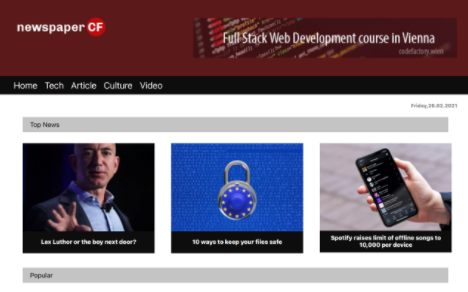 newspaper CF
Full Stack Web Development course in Vienna
codefactory.wien
Home Tech Article Culture Video
Friday,26.02.2021
Top News
Lex Luthor or the boy next door?
10 ways to keep your files safe
Spotify raises limit of offline songs to
10,000 per device
Popular